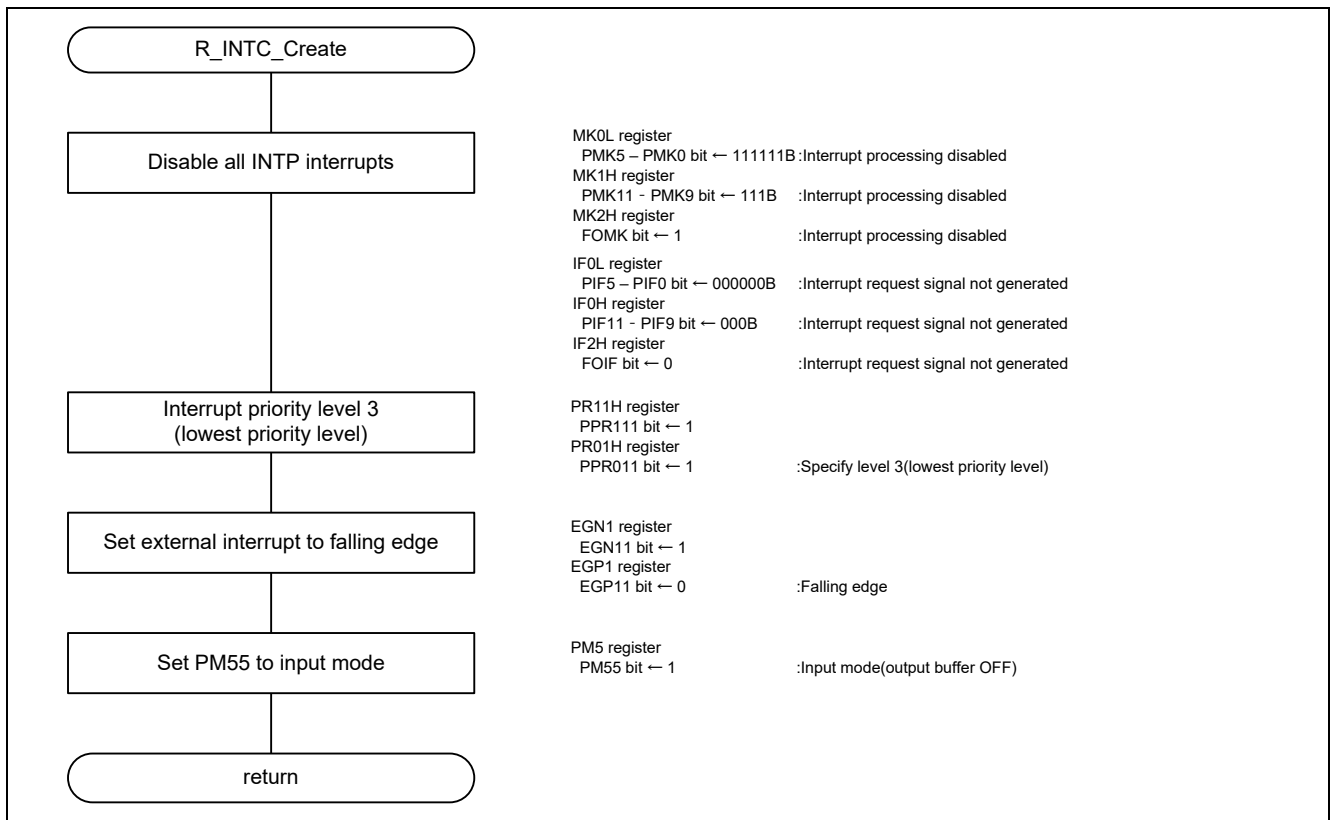 R_INTC_Create
Disable all INTP interrupts
MK0L register
PMK5 – PMK0 bit ← 111111B :Interrupt processing disabled
MK1H register
PMK11 - PMK9 bit ← 111B :Interrupt processing disabled
MK2H register
FOMK bit ← 1 :Interrupt processing disabled
IF0L register
PIF5 – PIF0 bit ← 000000B :Interrupt request signal not generated
IF0H register
PIF11 - PIF9 bit ← 000B :Interrupt request signal not generated
IF2H register
FOIF bit ← 0 :Interrupt request signal not generated
Interrupt priority level 3
(lowest priority level)
PR11H register
PPR111 bit ← 1
PR01H register
PPR011 bit ← 1 :Specify level 3(lowest priority level)
Set external interrupt to falling edge
EGN1 register
EGN11 bit ← 1
EGP1 register
EGP11 bit ← 0 :Falling edge
Set PM55 to input mode
PM5 register
PM55 bit ← 1 :Input mode(output buffer OFF)
return